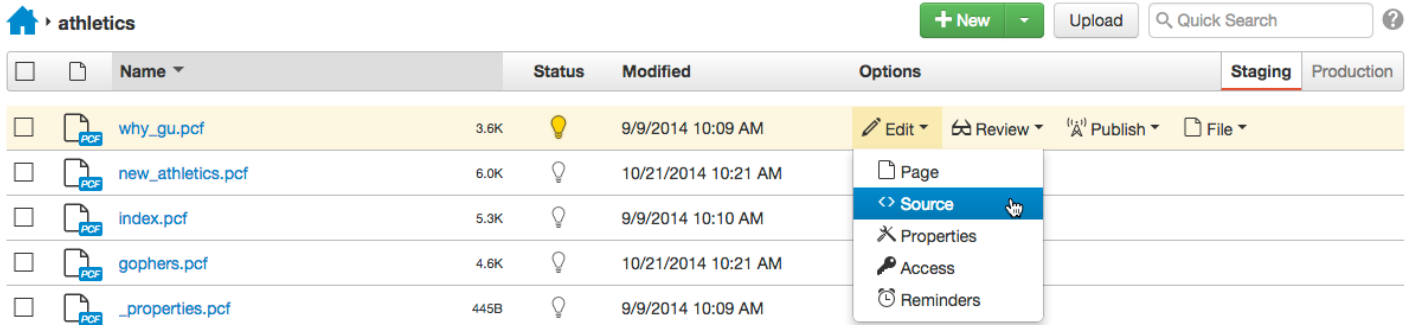 athletics + New Upload Quick Search ?
Name Status Modified Options Staging Production
PCF why_gu.pcf 3.6K 9/9/2014 10:09 AM Edit Review Publish File
Page
PCF new_athletics.pcf 6.0K 10/21/2014 10:21 AM
<> Source
PCF index.pcf 5.3K 9/9/2014 10:10 AM
Properties
PCF gophers.pcf 4.6K 10/21/2014 10:21 AM
Access
Reminders
PCF _properties.pcf 445B 9/9/2014 10:09 AM